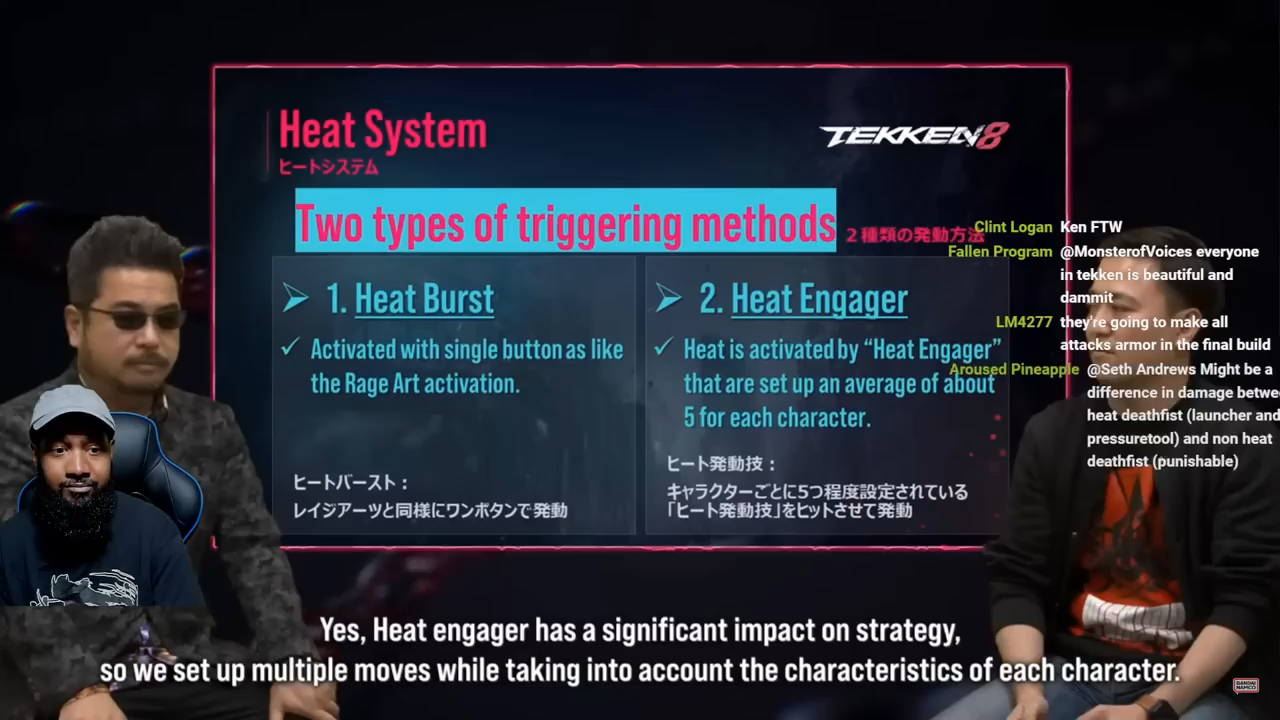 Heat System
ヒートシステム
TEKKEN 8
Two types of triggering methods
2種類の発動方法
1. Heat Burst
✓ Activated with single button as like
the Rage Art activation.
ヒートバースト：
レイジアーツと同様にワンボタンで発動
2. Heat Engager
✓ Heat is activated by “Heat Engager”
that are set up an average of about
5 for each character.
ヒート発動技：
キャラクターごとに5つ程度設定されている
「ヒート発動技」をヒットさせて発動
Clint Logan Ken FTW
Fallen Program @MonsterofVoices everyone
in tekken is beautiful and
dammit
LM4277 they're going to make all
attacks armor in the final build
Aroused Pineapple @Seth Andrews Might be a
difference in damage betwe
heat deathfist (launcher and
pressuretool) and non heat
deathfist (punishable)
Yes, Heat engager has a significant impact on strategy,
so we set up multiple moves while taking into account the characteristics of each character.
BANDAI
NAMCO